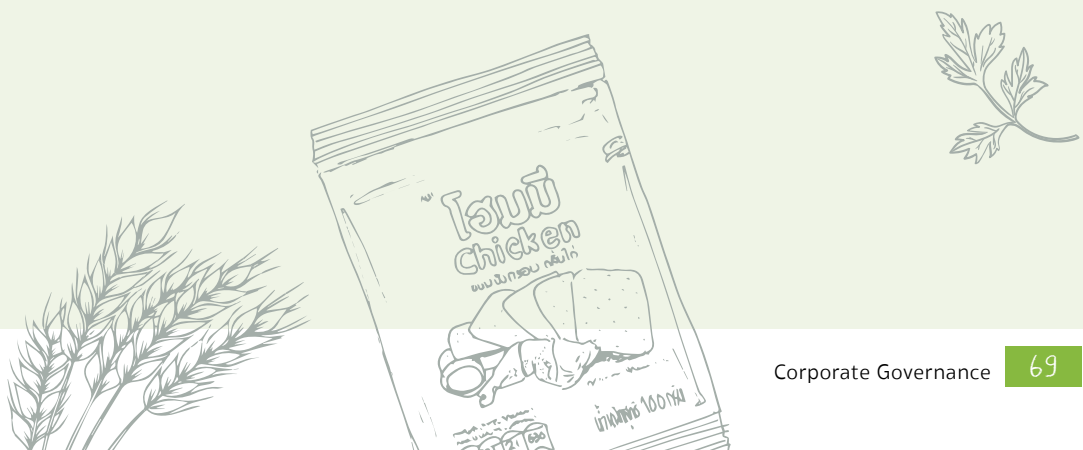 โฮมมี
Chicken
ขนมปังกรอบ กลิ่นไก่
Corporate Governance
69
น้ำหนักสุทธิ 100 กรัม